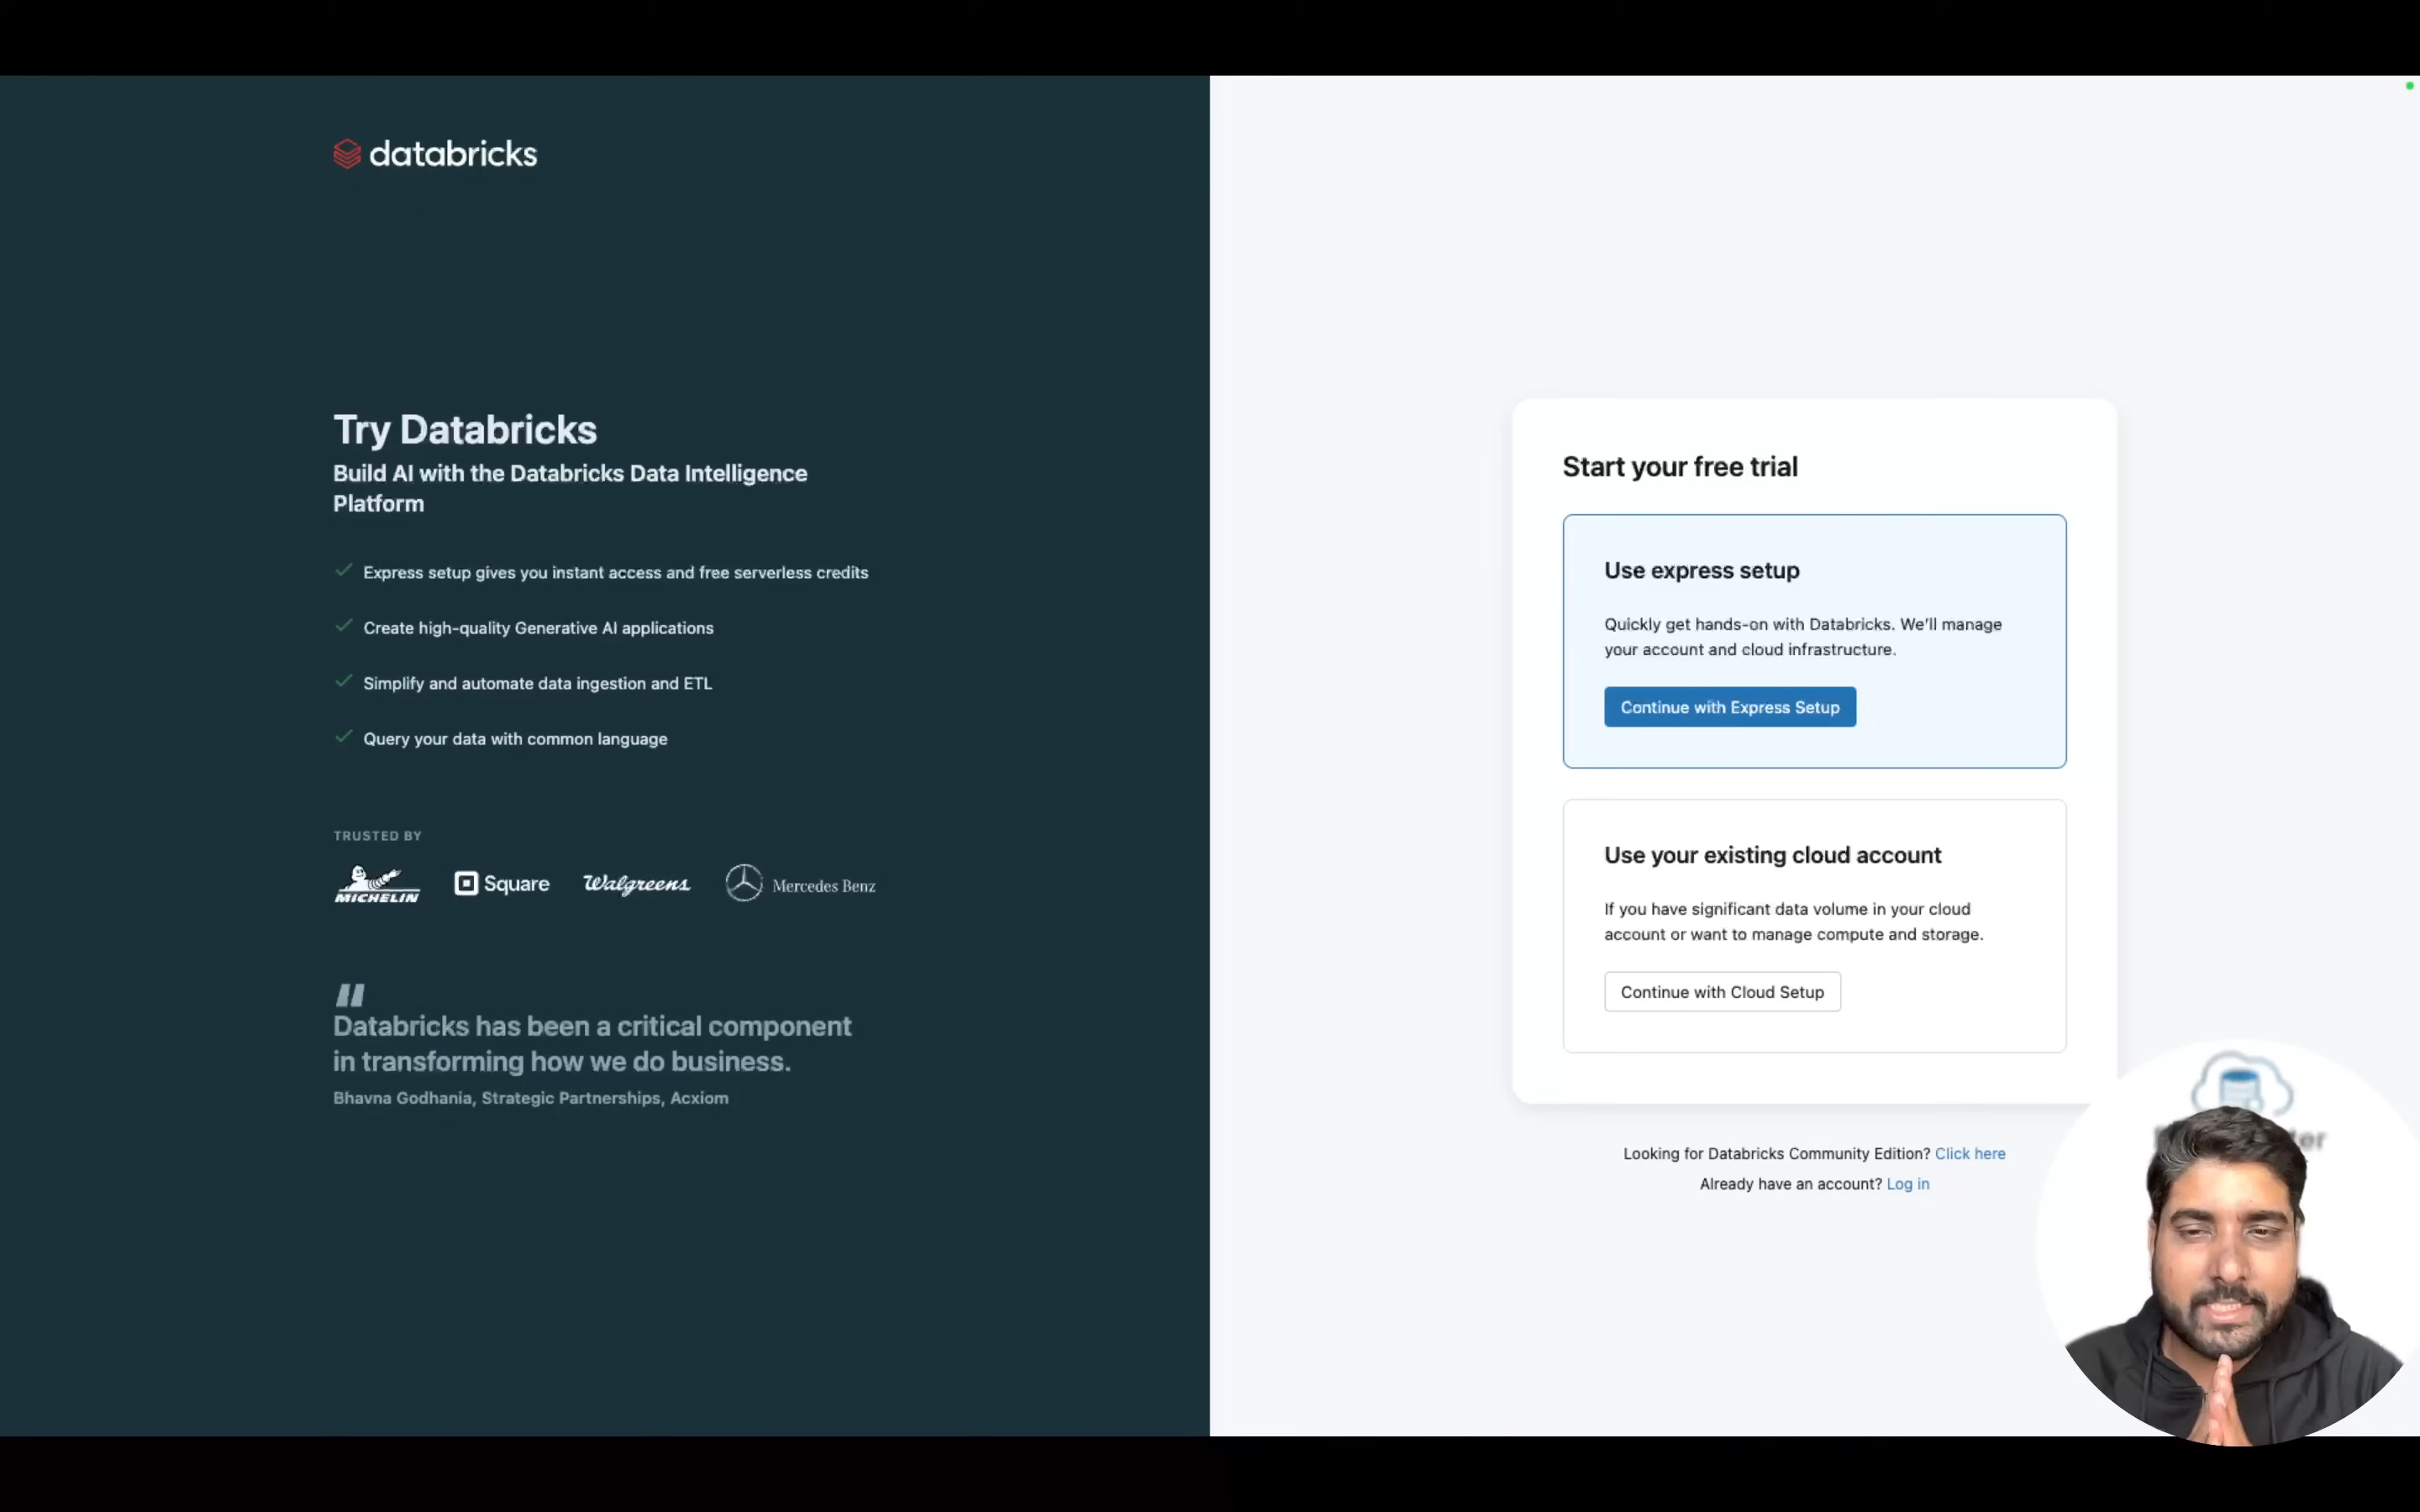 databricks
Try Databricks
Build AI with the Databricks Data Intelligence
Platform
Express setup gives you instant access and free serverless credits
Create high-quality Generative AI applications
Simplify and automate data ingestion and ETL
Query your data with common language
TRUSTED BY
MICHELIN
Square
Walgreens
Mercedes Benz
Databricks has been a critical component
in transforming how we do business.
Bhavna Godhania, Strategic Partnerships, Acxiom
Start your free trial
Use express setup
Quickly get hands-on with Databricks. We'll manage
your account and cloud infrastructure.
Continue with Express Setup
Use your existing cloud account
If you have significant data volume in your cloud
account or want to manage compute and storage.
Continue with Cloud Setup
Looking for Databricks Community Edition? Click here
Already have an account? Log in